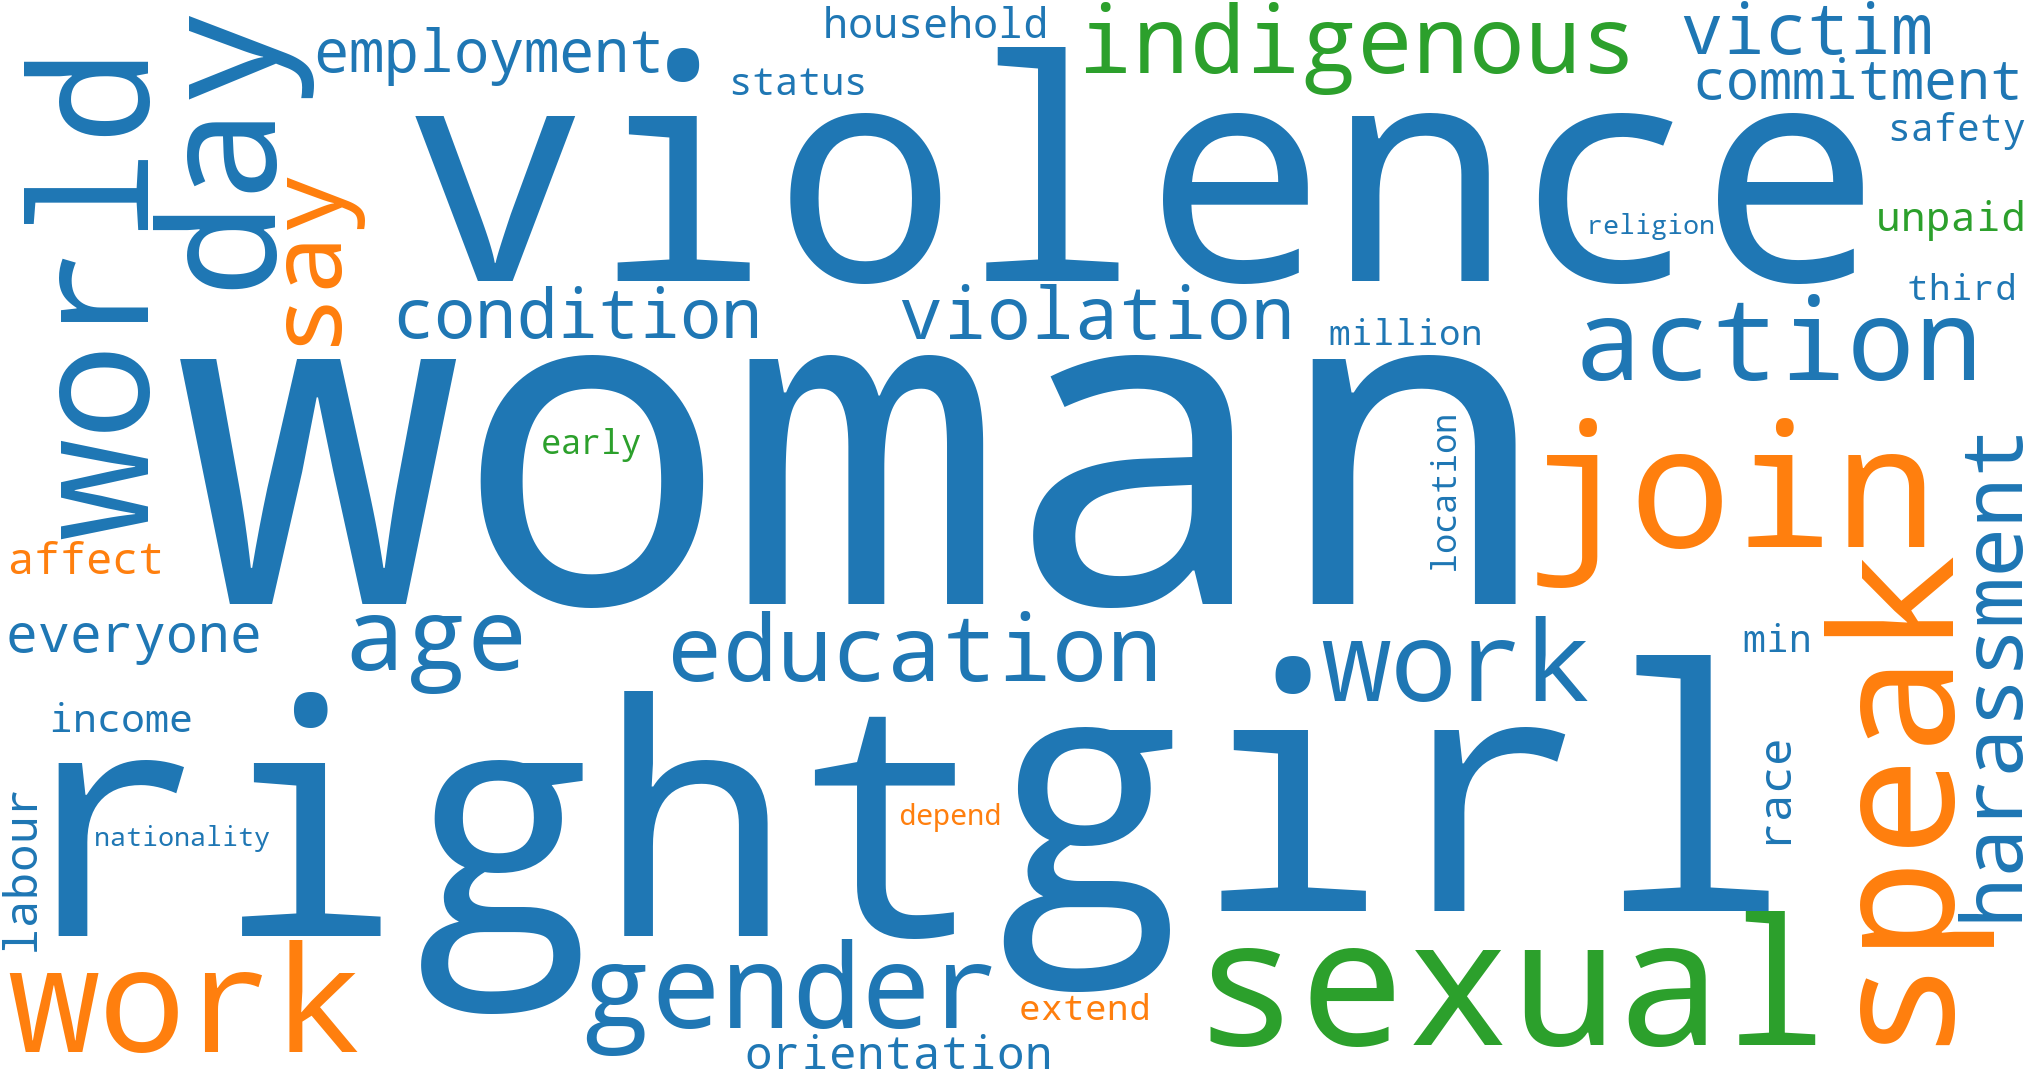 household
indigenous
victim
employment
status
commitment
world
day
violence
safety
say
religion
unpaid
condition
violation
million
third
action
woman
early
location
join
harassment
affect
everyone
age
education
work
min
speak
income
right
girl
race
labour
nationality
depend
work
gender
extend
sexual
orientation